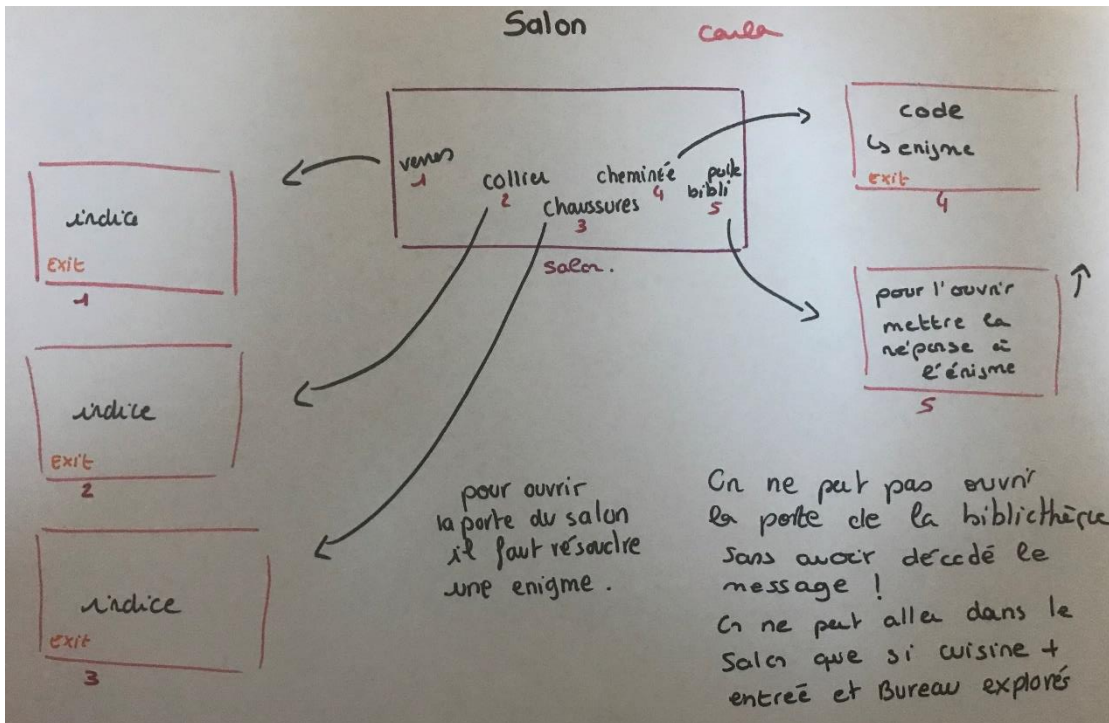 Salon
Carla
verres
1
collier
2
chaussures
3
cheminée
4
porte
bibli
5
salon.
indice
Exit
1
indice
Exit
2
indice
Exit
3
code
↳ enigme
exit
4
pour l'ouvrir
mettre la
réponse à
l'énigme
5
pour ouvrir
la porte du salon
il faut résoudre
une enigme.
On ne peut pas ouvrir
la porte de la bibliothèque
sans avoir décodé le
message !
On ne peut aller dans le
Salon que si cuisine +
entreé et Bureau explorés